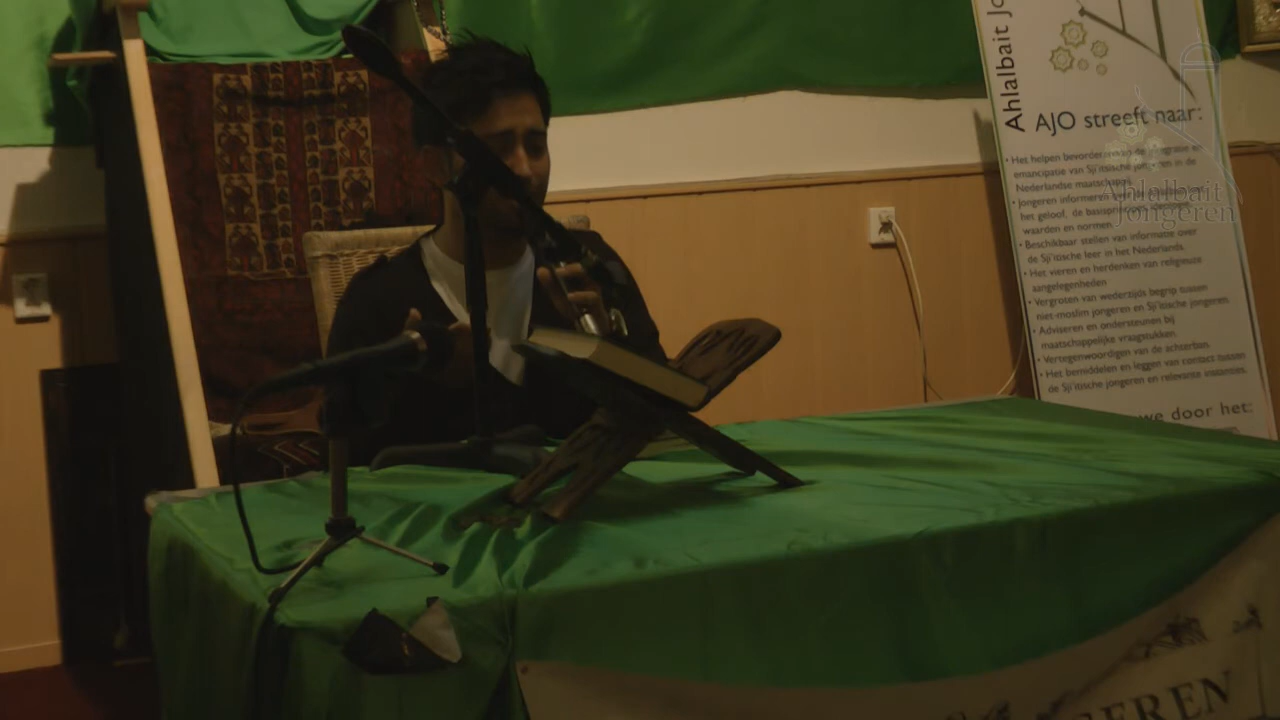 Ahlalbait Jo
AJO streeft naar:
• Het helpen bevorderen van de integratie en
emancipatie van Sji'itische jongeren in de
Nederlandse maatschappij.
• Jongeren informeren
het geloof, de
waarden en normen.
• Beschikbaar stellen van informatie over
de Sji'itische leer in het Nederlands.
• Het vieren en herdenken van religieuze
aangelegenheden
• Vergroten van wederzijds begrip tussen
niet-moslim jongeren en Sji'itische jongeren.
• Adviseren en ondersteunen bij
maatschappelijke vraagstukken.
• Vertegenwoordigen van de achterban.
• Het bemiddelen en leggen van contact tussen
de Sji'itische jongeren en relevante instanties.
we door het:
Ahlalbait
Jongeren
GEREN